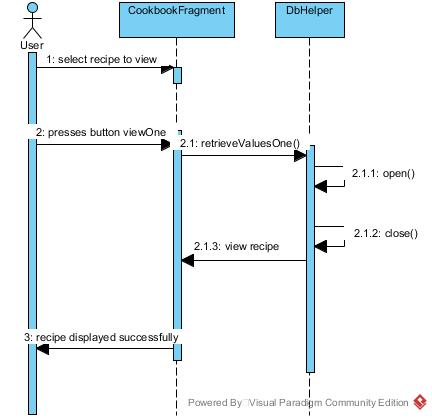 CookbookFragment
DbHelper
User
1: select recipe to view
2: presses button viewOne
2.1: retrieveValuesOne()
2.1.1: open()
2.1.2: close()
2.1.3: view recipe
3: recipe displayed successfully
Powered By Visual Paradigm Community Edition